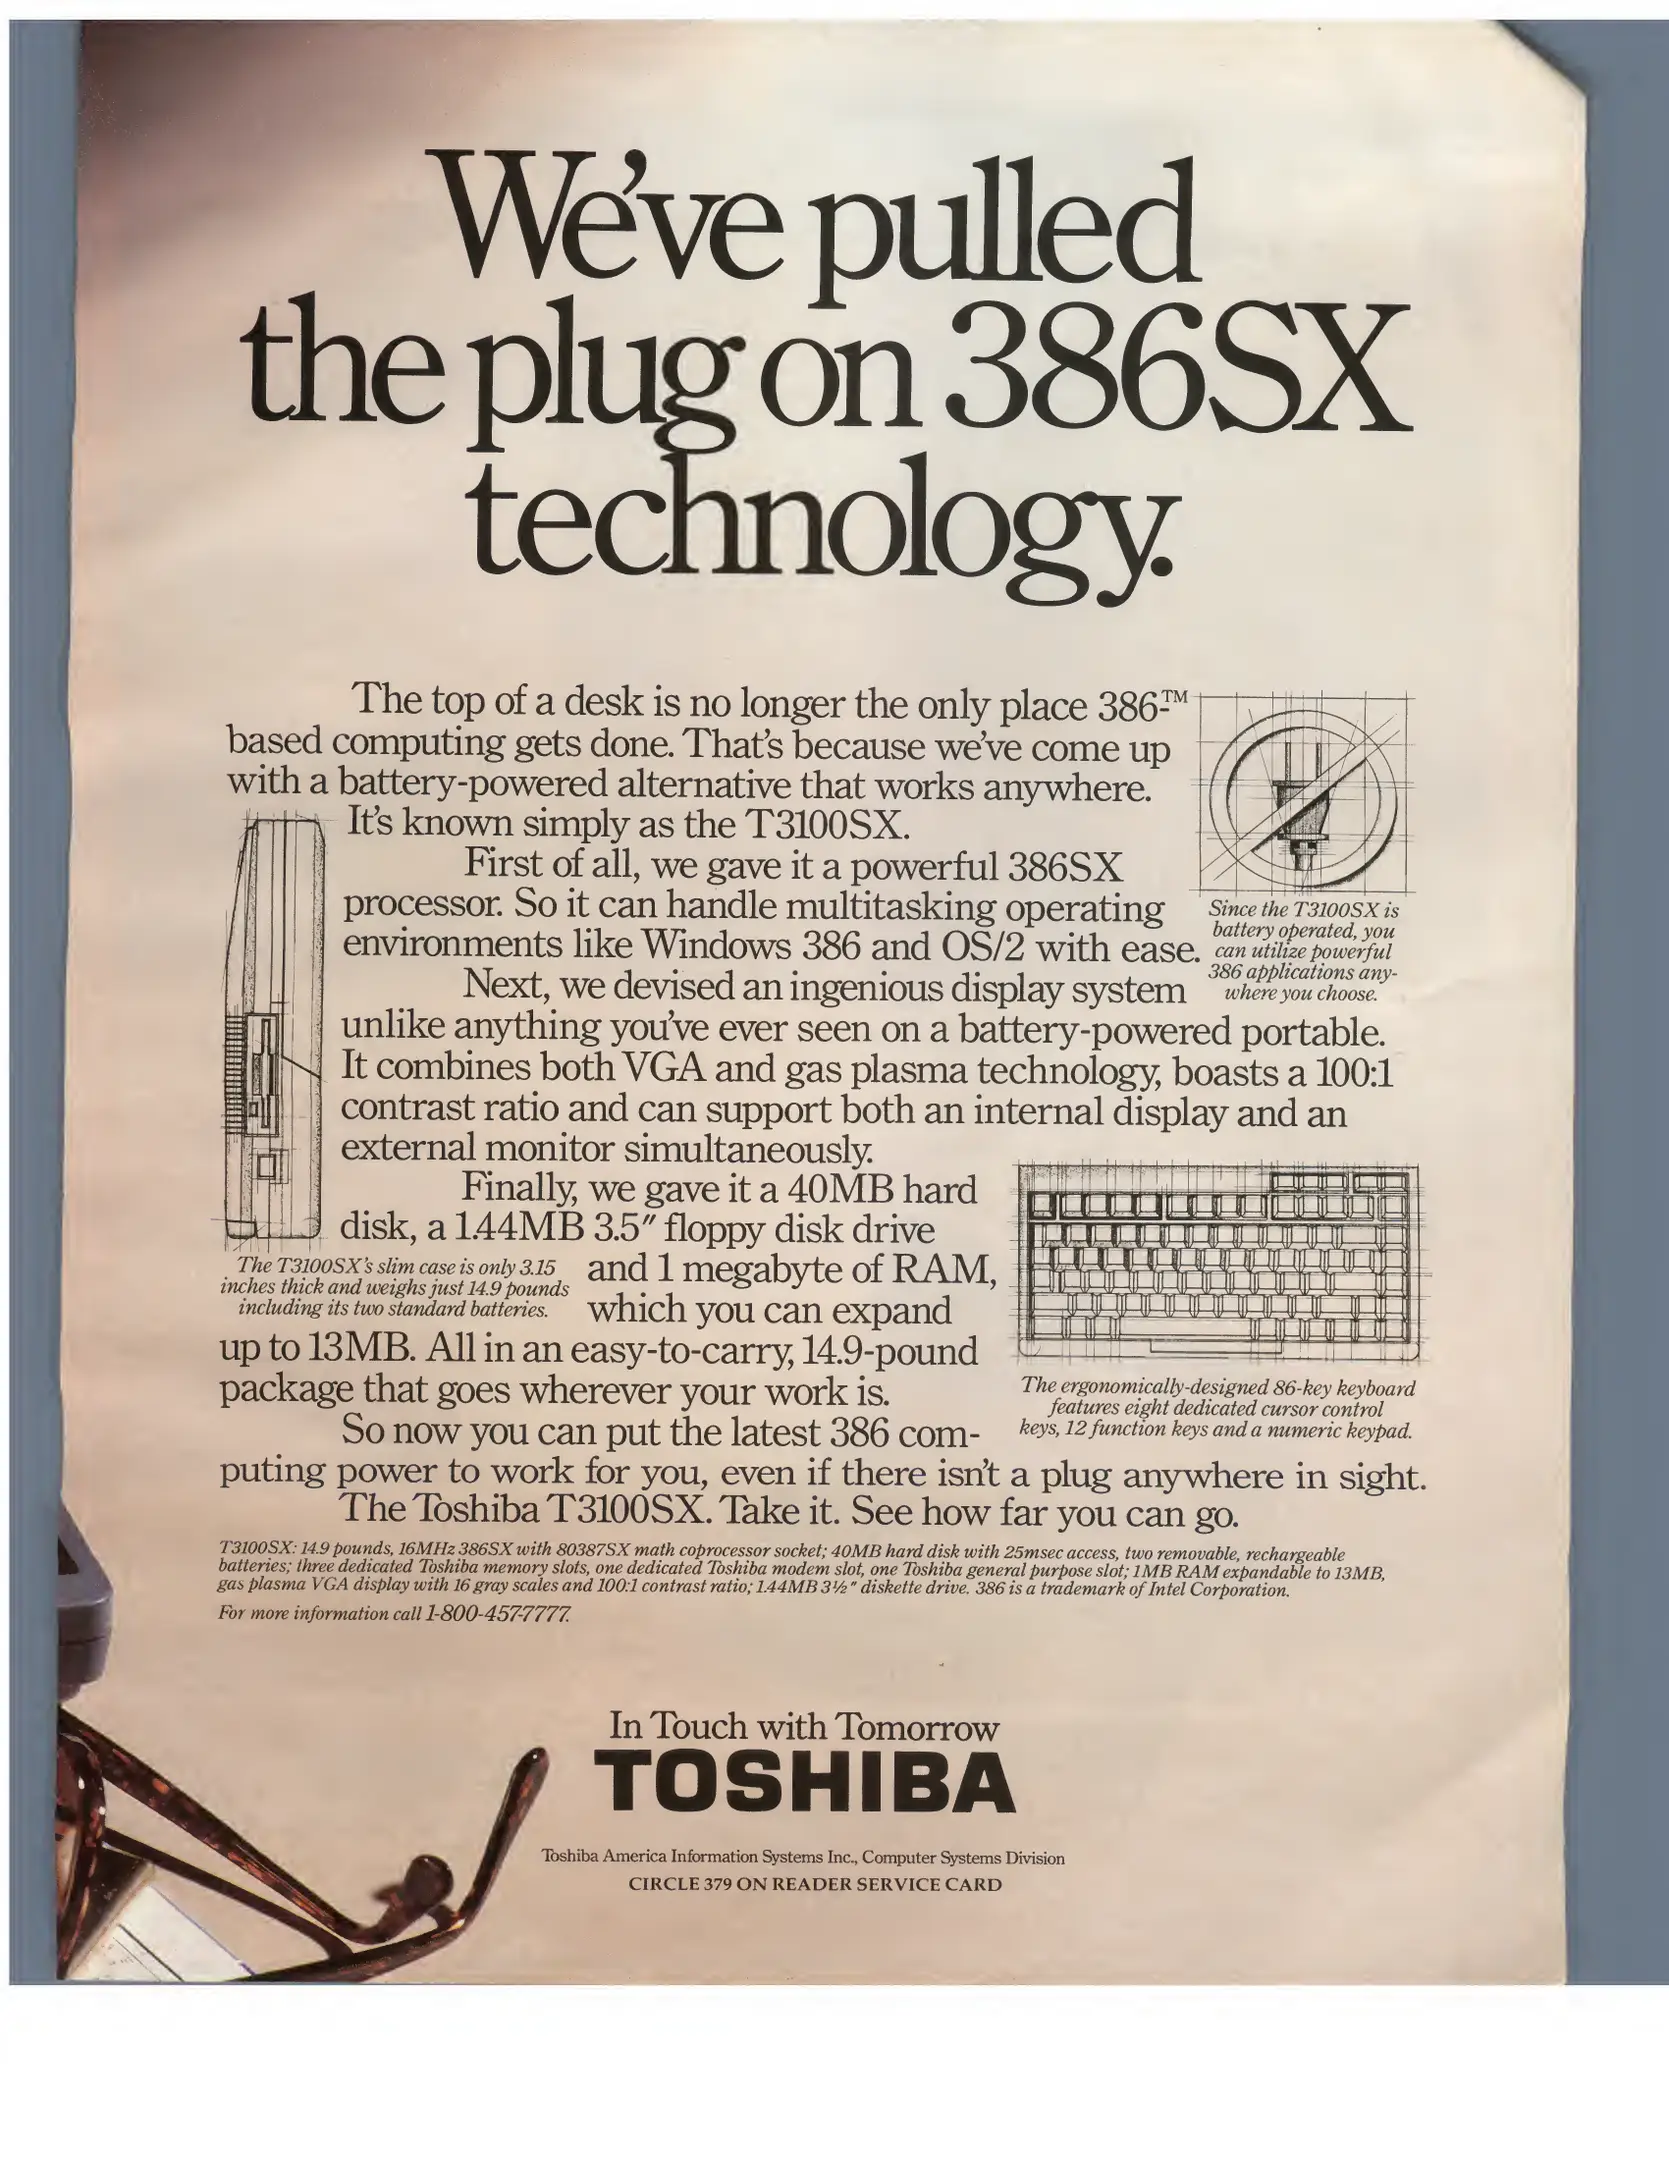 We've pulled
the plug on 386SX
technology.
The top of a desk is no longer the only place 386-™
based computing gets done. That's because we've come up
with a battery-powered alternative that works anywhere.
It's known simply as the T3100SX.
First of all, we gave it a powerful 386SX
processor. So it can handle multitasking operating
environments like Windows 386 and OS/2 with ease.
Since the T3100SX is
battery operated, you
can utilize powerful
386 applications any-
where you choose.
Next, we devised an ingenious display system
unlike anything you've ever seen on a battery-powered portable.
It combines both VGA and gas plasma technology, boasts a 100:1
contrast ratio and can support both an internal display and an
external monitor simultaneously.
Finally, we gave it a 40MB hard
disk, a 1.44MB 3.5" floppy disk drive
and 1 megabyte of RAM,
which you can expand
up to 13MB. All in an easy-to-carry, 14.9-pound
package that goes wherever your work is.
The T3100SX's slim case is only 3.15
inches thick and weighs just 14.9 pounds
including its two standard batteries.
The ergonomically-designed 86-key keyboard
features eight dedicated cursor control
keys, 12 function keys and a numeric keypad.
So now you can put the latest 386 com-
puting power to work for you, even if there isn't a plug anywhere in sight.
The Toshiba T3100SX. Take it. See how far you can go.
T3100SX: 14.9 pounds, 16MHz 386SX with 80387SX math coprocessor socket; 40MB hard disk with 25msec access, two removable, rechargeable
batteries; three dedicated Toshiba memory slots, one dedicated Toshiba modem slot, one Toshiba general purpose slot; 1MB RAM expandable to 13MB,
gas plasma VGA display with 16 gray scales and 100:1 contrast ratio; 1.44MB 3½" diskette drive. 386 is a trademark of Intel Corporation.
For more information call 1-800-457-7777.
In Touch with Tomorrow
TOSHIBA
Toshiba America Information Systems Inc., Computer Systems Division
CIRCLE 379 ON READER SERVICE CARD